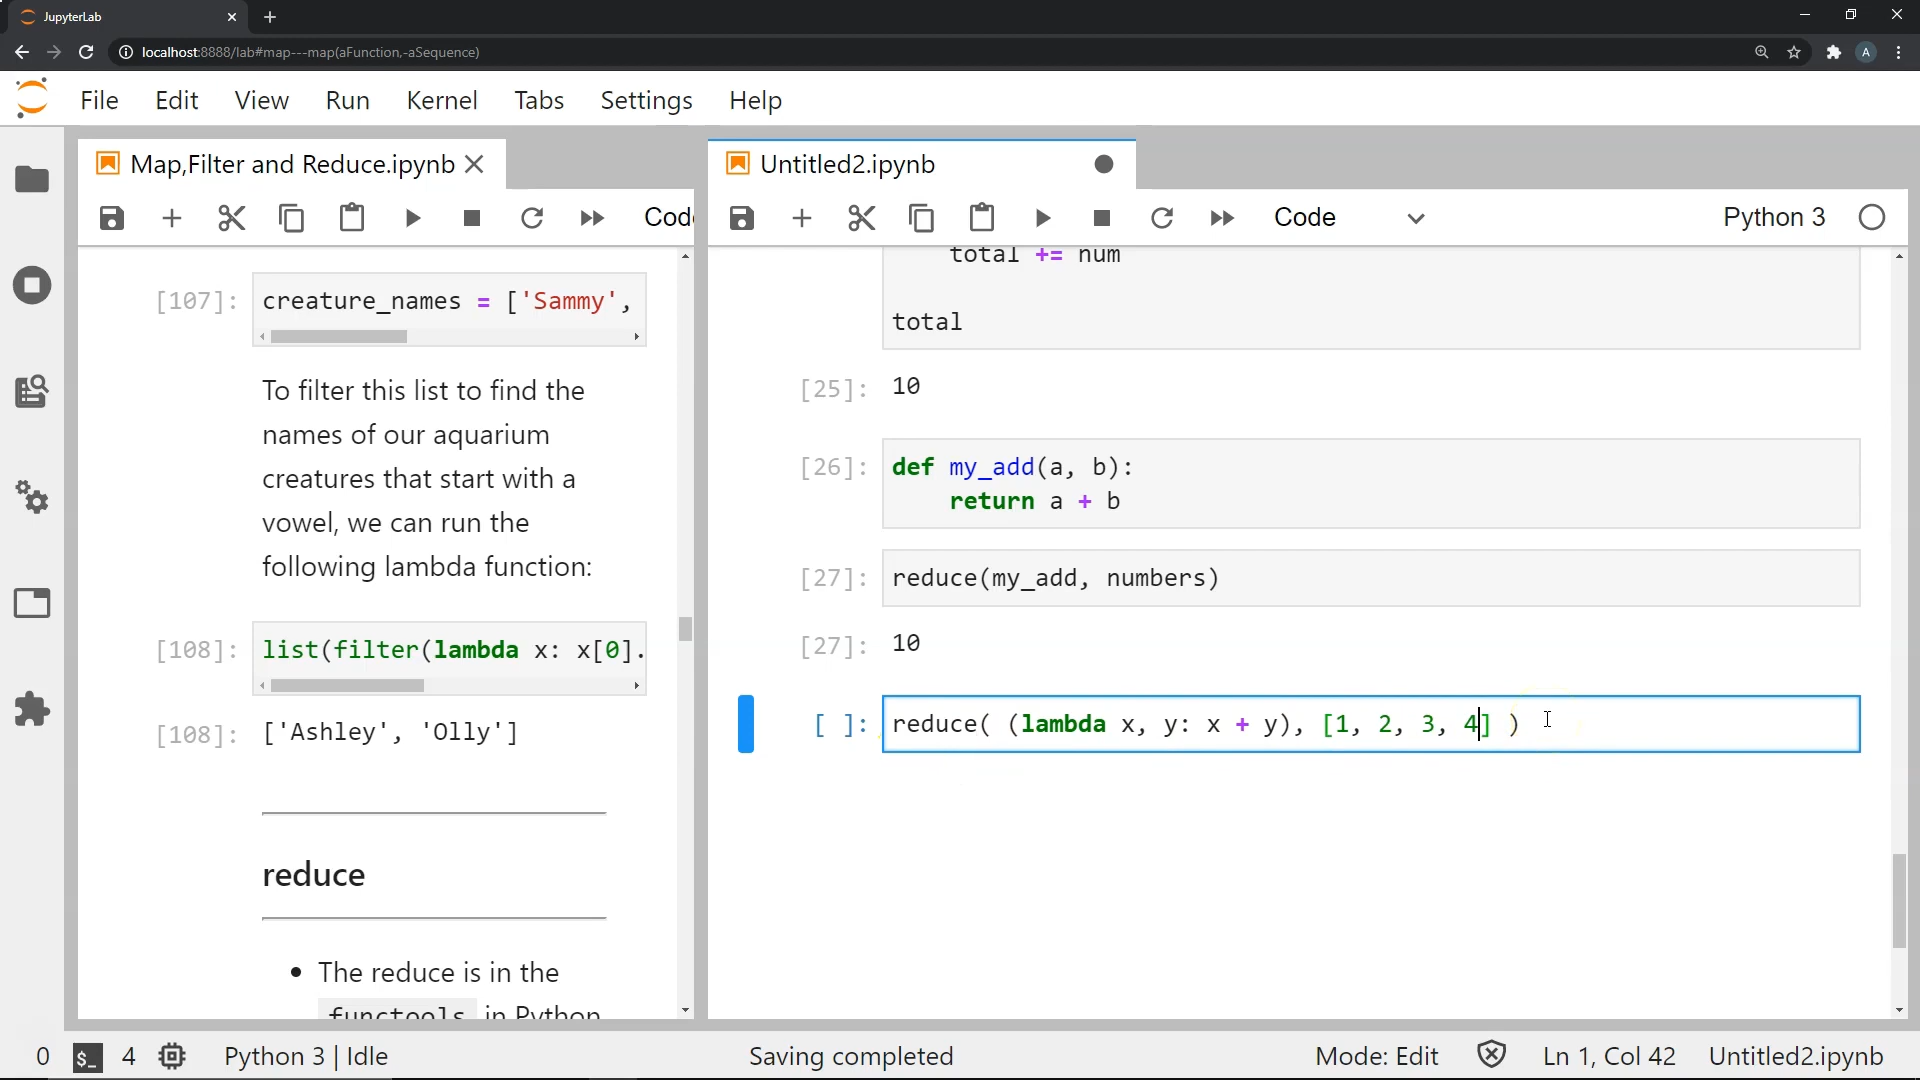 JupyterLab
localhost:8888/lab#map---map(aFunction,-aSequence)
A
File Edit View Run Kernel Tabs Settings Help
Map,Filter and Reduce.ipynb
Code
[107]: creature_names = ['Sammy',
To filter this list to find the
names of our aquarium
creatures that start with a
vowel, we can run the
following lambda function:
[108]: list(filter(lambda x: x[0].
[108]: ['Ashley', 'Olly']
reduce
The reduce is in the
functools in Python
Untitled2.ipynb
Code Python 3
total += num
total
[25]: 10
[26]: def my_add(a, b):
return a + b
[27]: reduce(my_add, numbers)
[27]: 10
[ ]: reduce( (lambda x, y: x + y), [1, 2, 3, 4] )
0 $_ 4 Python 3 | Idle Saving completed Mode: Edit Ln 1, Col 42 Untitled2.ipynb